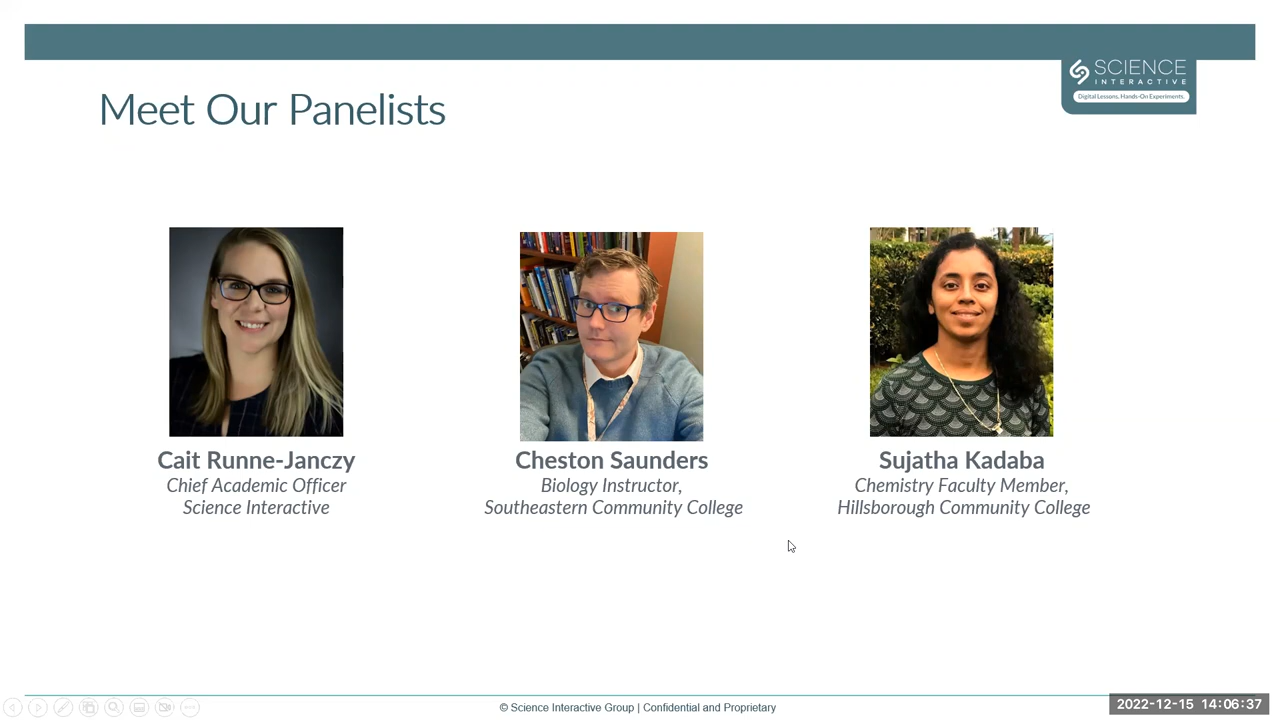 SCIENCE
INTERACTIVE
Digital Lessons. Hands-On Experiments.
Meet Our Panelists
Cait Runne-Janczy
Chief Academic Officer
Science Interactive
Cheston Saunders
Biology Instructor,
Southeastern Community College
Sujatha Kadaba
Chemistry Faculty Member,
Hillsborough Community College
© Science Interactive Group | Confidential and Proprietary
2022-12-15 14:06:37